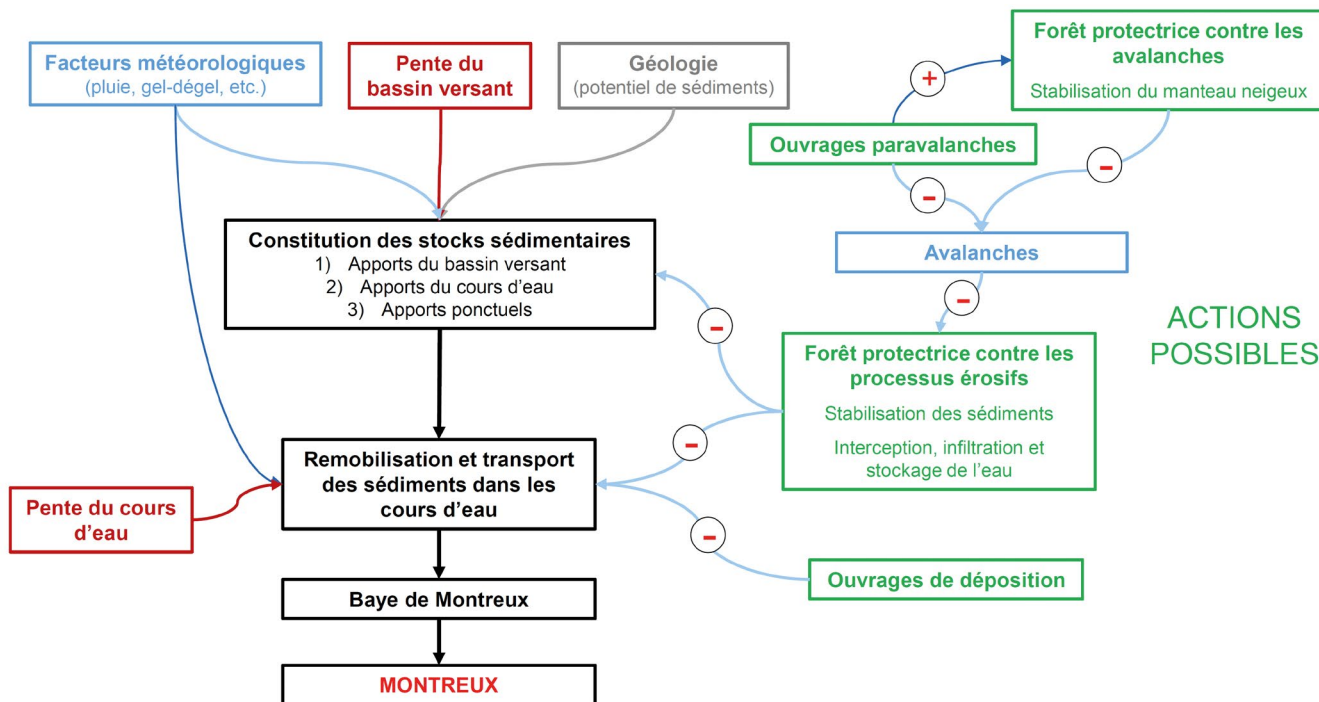 Facteurs météorologiques
(pluie, gel-dégel, etc.)
Pente du
bassin versant
Géologie
(potentiel de sédiments)
Forêt protectrice contre les
avalanches
Stabilisation du manteau neigeux
+
Ouvrages paravalanches
-
-
Constitution des stocks sédimentaires
1) Apports du bassin versant
2) Apports du cours d'eau
3) Apports ponctuels
Avalanches
-
-
ACTIONS
POSSIBLES
Forêt protectrice contre les
processus érosifs
Stabilisation des sédiments
Interception, infiltration et
stockage de l'eau
-
Remobilisation et transport
des sédiments dans les
cours d'eau
Pente du cours
d'eau
-
Ouvrages de déposition
Baye de Montreux
MONTREUX